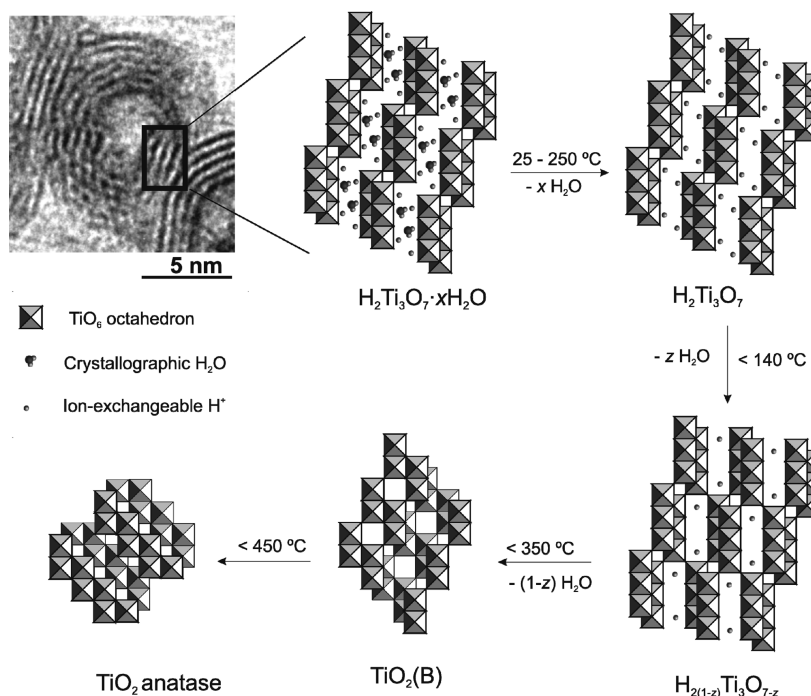 5 nm
25 - 250 ºC
- x H₂O
H₂Ti₃O₇·xH₂O
H₂Ti₃O₇
TiO₆ octahedron
Crystallographic H₂O
Ion-exchangeable H⁺
- z H₂O
< 140 ºC
< 450 ºC
< 350 ºC
- (1-z) H₂O
TiO₂ anatase
TiO₂(B)
H₂₍₁₋z₎Ti₃O₇₋z